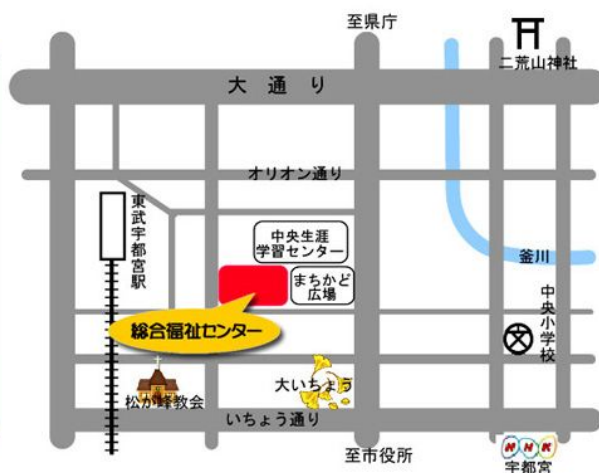 至県庁
二荒山神社
大通り
オリオン通り
東武宇都宮駅
中央生涯
学習センター
釜川
まちかど
広場
中央小学校
文
総合福祉センター
大いちょう
松が峰教会
いちょう通り
至市役所
NHK
宇都宮